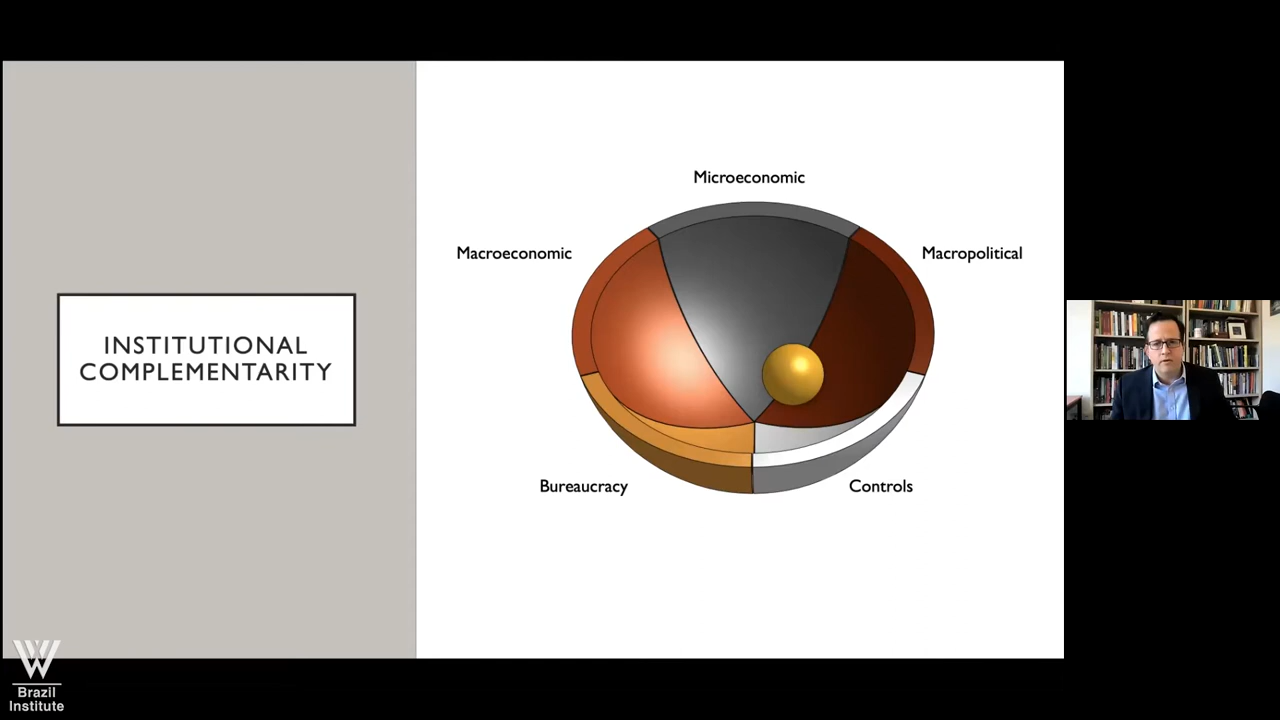 INSTITUTIONAL
COMPLEMENTARITY
Microeconomic
Macroeconomic
Macropolitical
Bureaucracy
Controls
W
Brazil
Institute